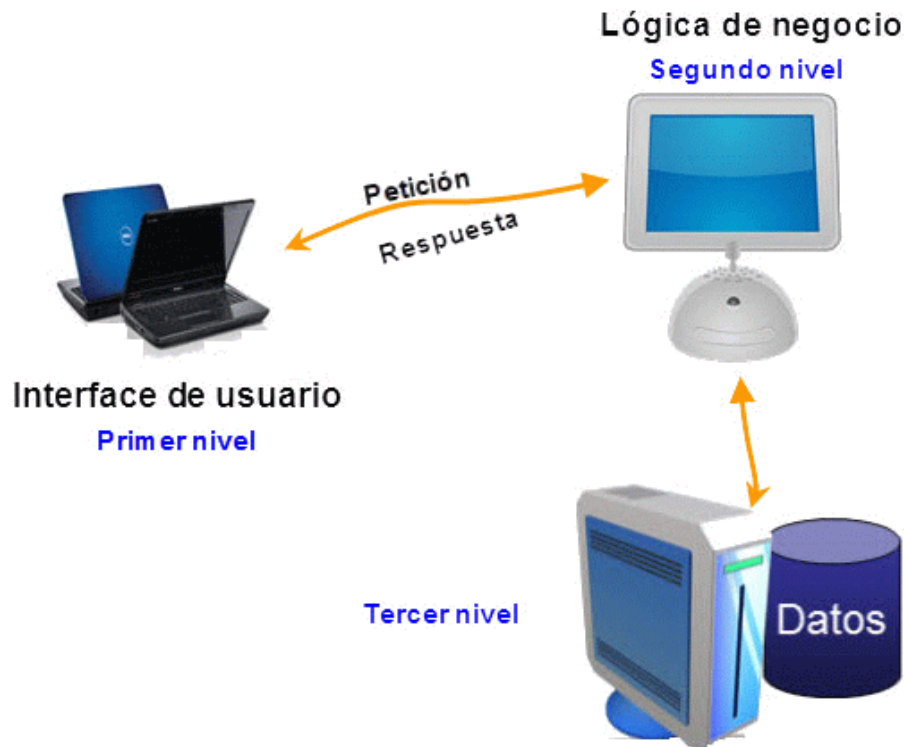 Lógica de negocio
Segundo nivel
Petición
Respuesta
Interface de usuario
Primer nivel
Tercer nivel
Datos